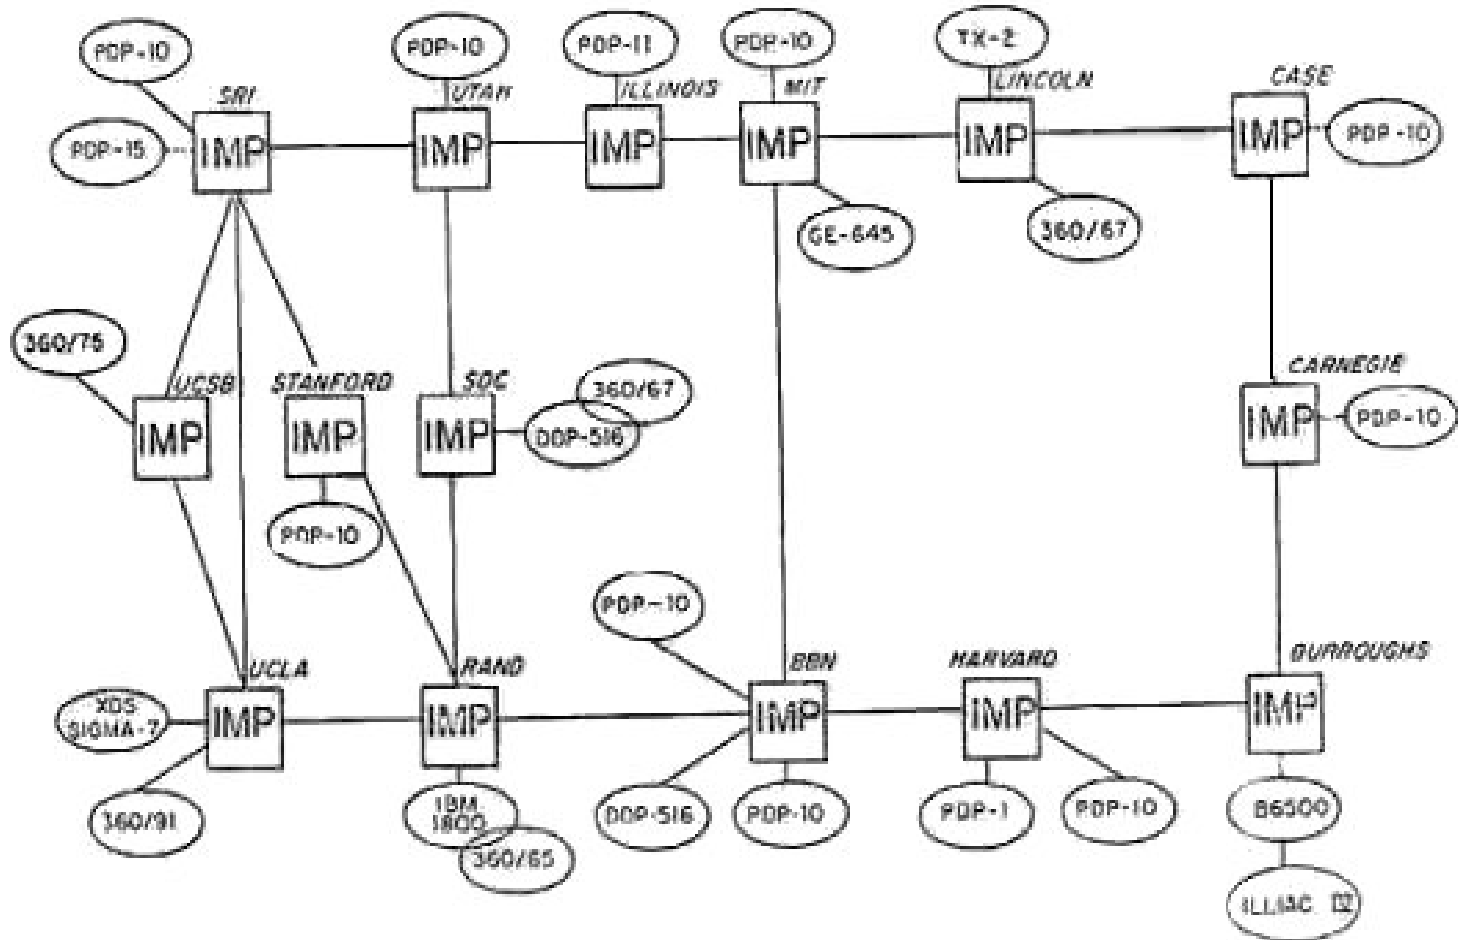 PDP-10
PDP-10
PDP-11
PDP-10
TX-2
SRI
UTAH
ILLINOIS
MIT
LINCOLN
CASE
PDP-15
IMP
IMP
IMP
IMP
IMP
IMP
PDP-10
GE-645
360/67
360/75
UCSB
STANFORD
SDC
360/67
CARNEGIE
IMP
IMP
IMP
DDP-516
IMP
PDP-10
PDP-10
PDP-10
UCLA
RAND
BBN
HARVARD
BURROUGHS
XDS
SIGMA-7
IMP
IMP
IMP
IMP
IMP
360/91
IBM
1800
360/65
DDP-516
PDP-10
PDP-1
PDP-10
B6500
ILLIAC IV